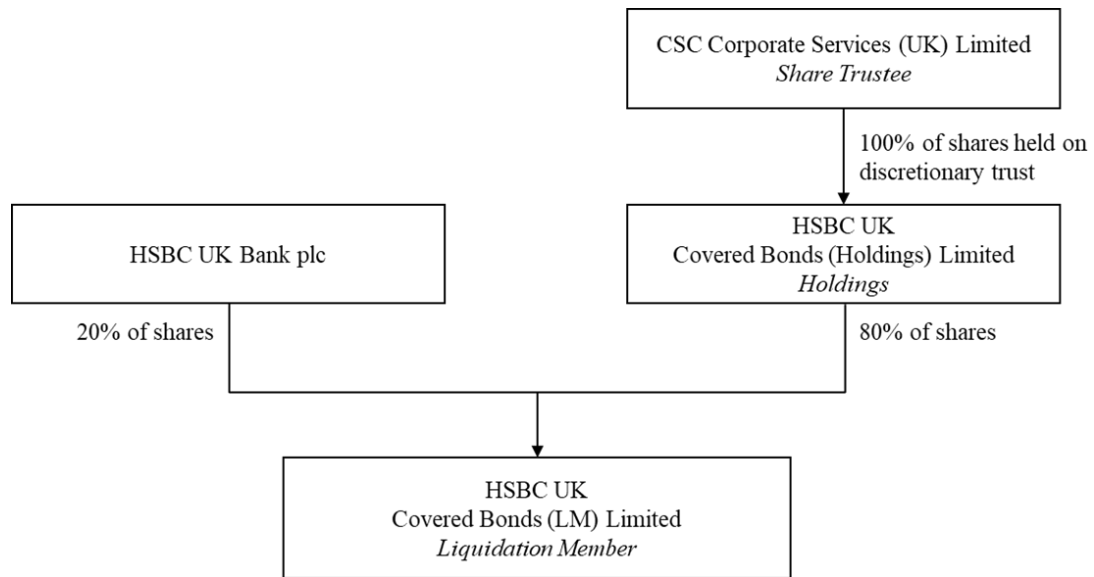 CSC Corporate Services (UK) Limited
Share Trustee
100% of shares held on
discretionary trust
HSBC UK Bank plc
HSBC UK
Covered Bonds (Holdings) Limited
Holdings
20% of shares
80% of shares
HSBC UK
Covered Bonds (LM) Limited
Liquidation Member